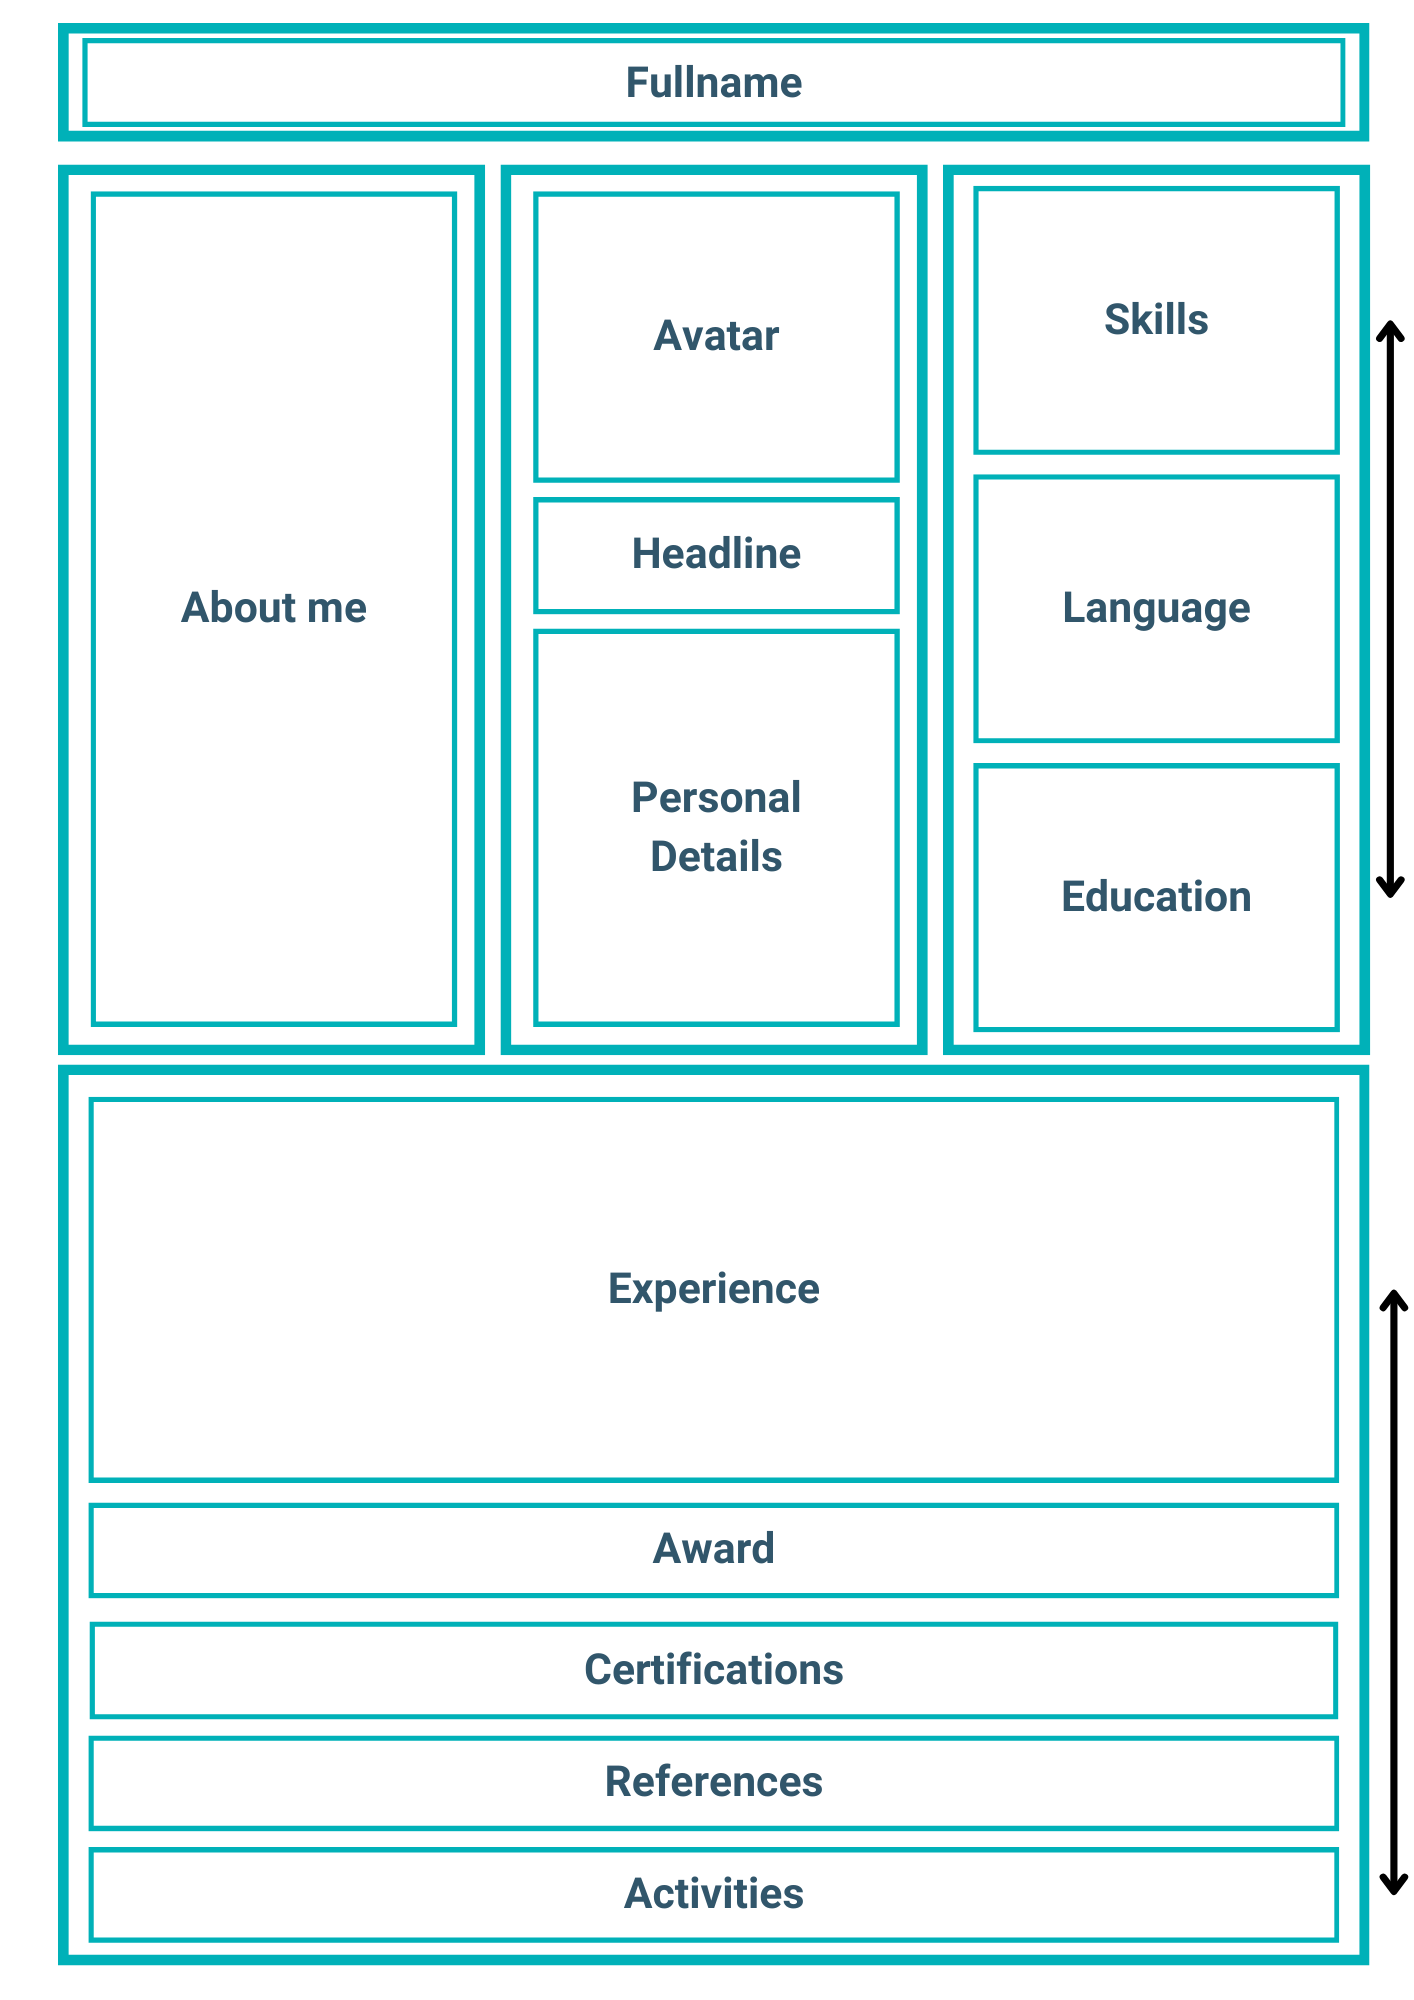 Fullname
About me
Avatar
Headline
Personal
Details
Skills
Language
Education
Experience
Award
Certifications
References
Activities